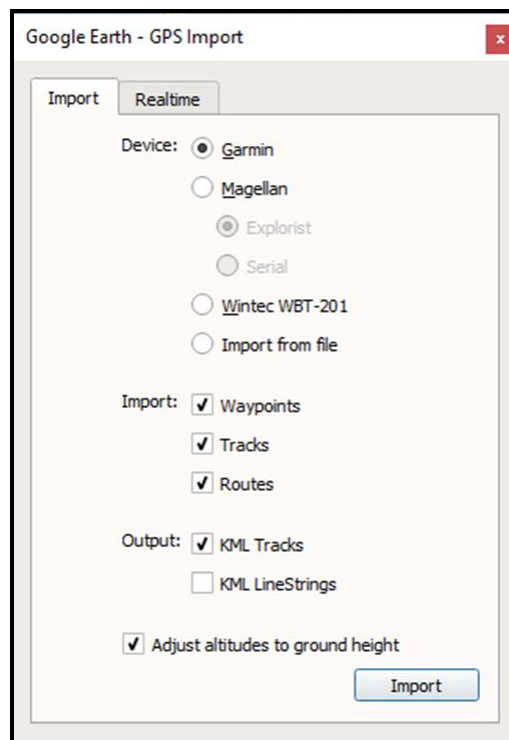 Google Earth - GPS Import
x
Import Realtime
Device: Garmin
Magellan
Explorist
Serial
Wintec WBT-201
Import from file
Import: Waypoints
Tracks
Routes
Output: KML Tracks
KML LineStrings
Adjust altitudes to ground height
Import